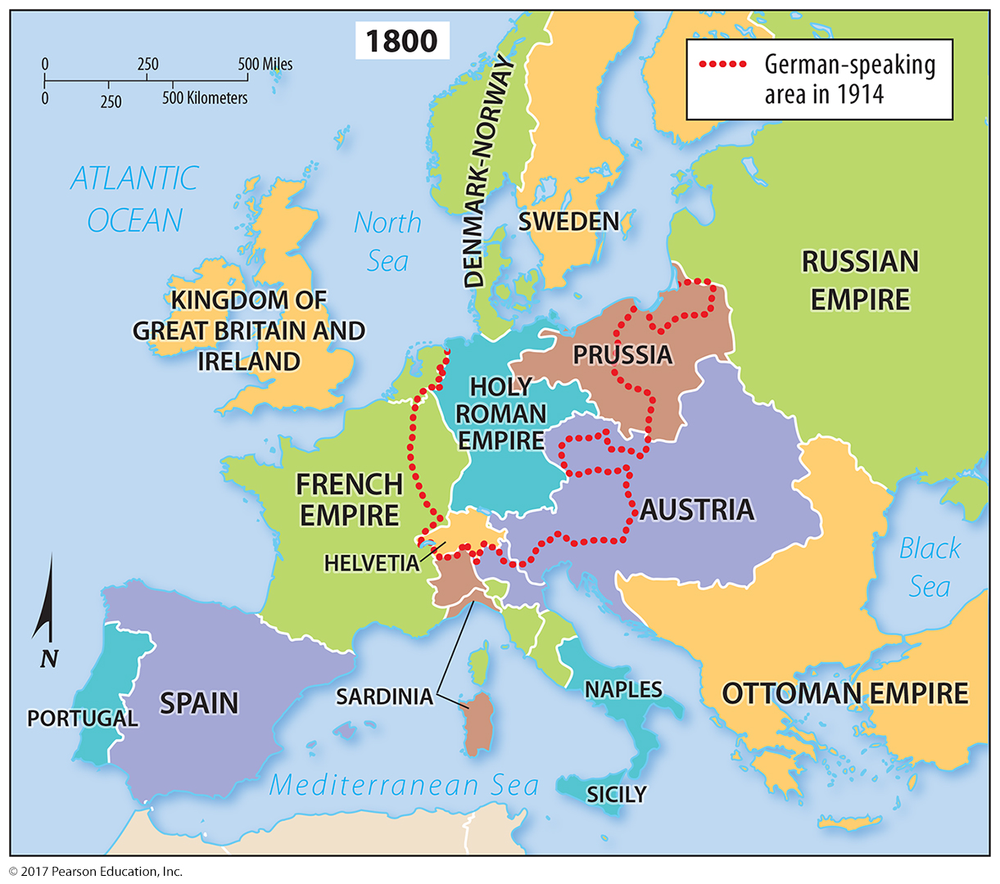 1800
0 250 500 Miles
0 250 500 Kilometers
German-speaking
area in 1914
ATLANTIC
OCEAN
North
Sea
DENMARK-NORWAY
SWEDEN
RUSSIAN
EMPIRE
KINGDOM OF
GREAT BRITAIN AND
IRELAND
PRUSSIA
HOLY
ROMAN
EMPIRE
FRENCH
EMPIRE
AUSTRIA
HELVETIA
Black
Sea
N
PORTUGAL
SPAIN
SARDINIA
NAPLES
OTTOMAN EMPIRE
Mediterranean Sea
SICILY
© 2017 Pearson Education, Inc.